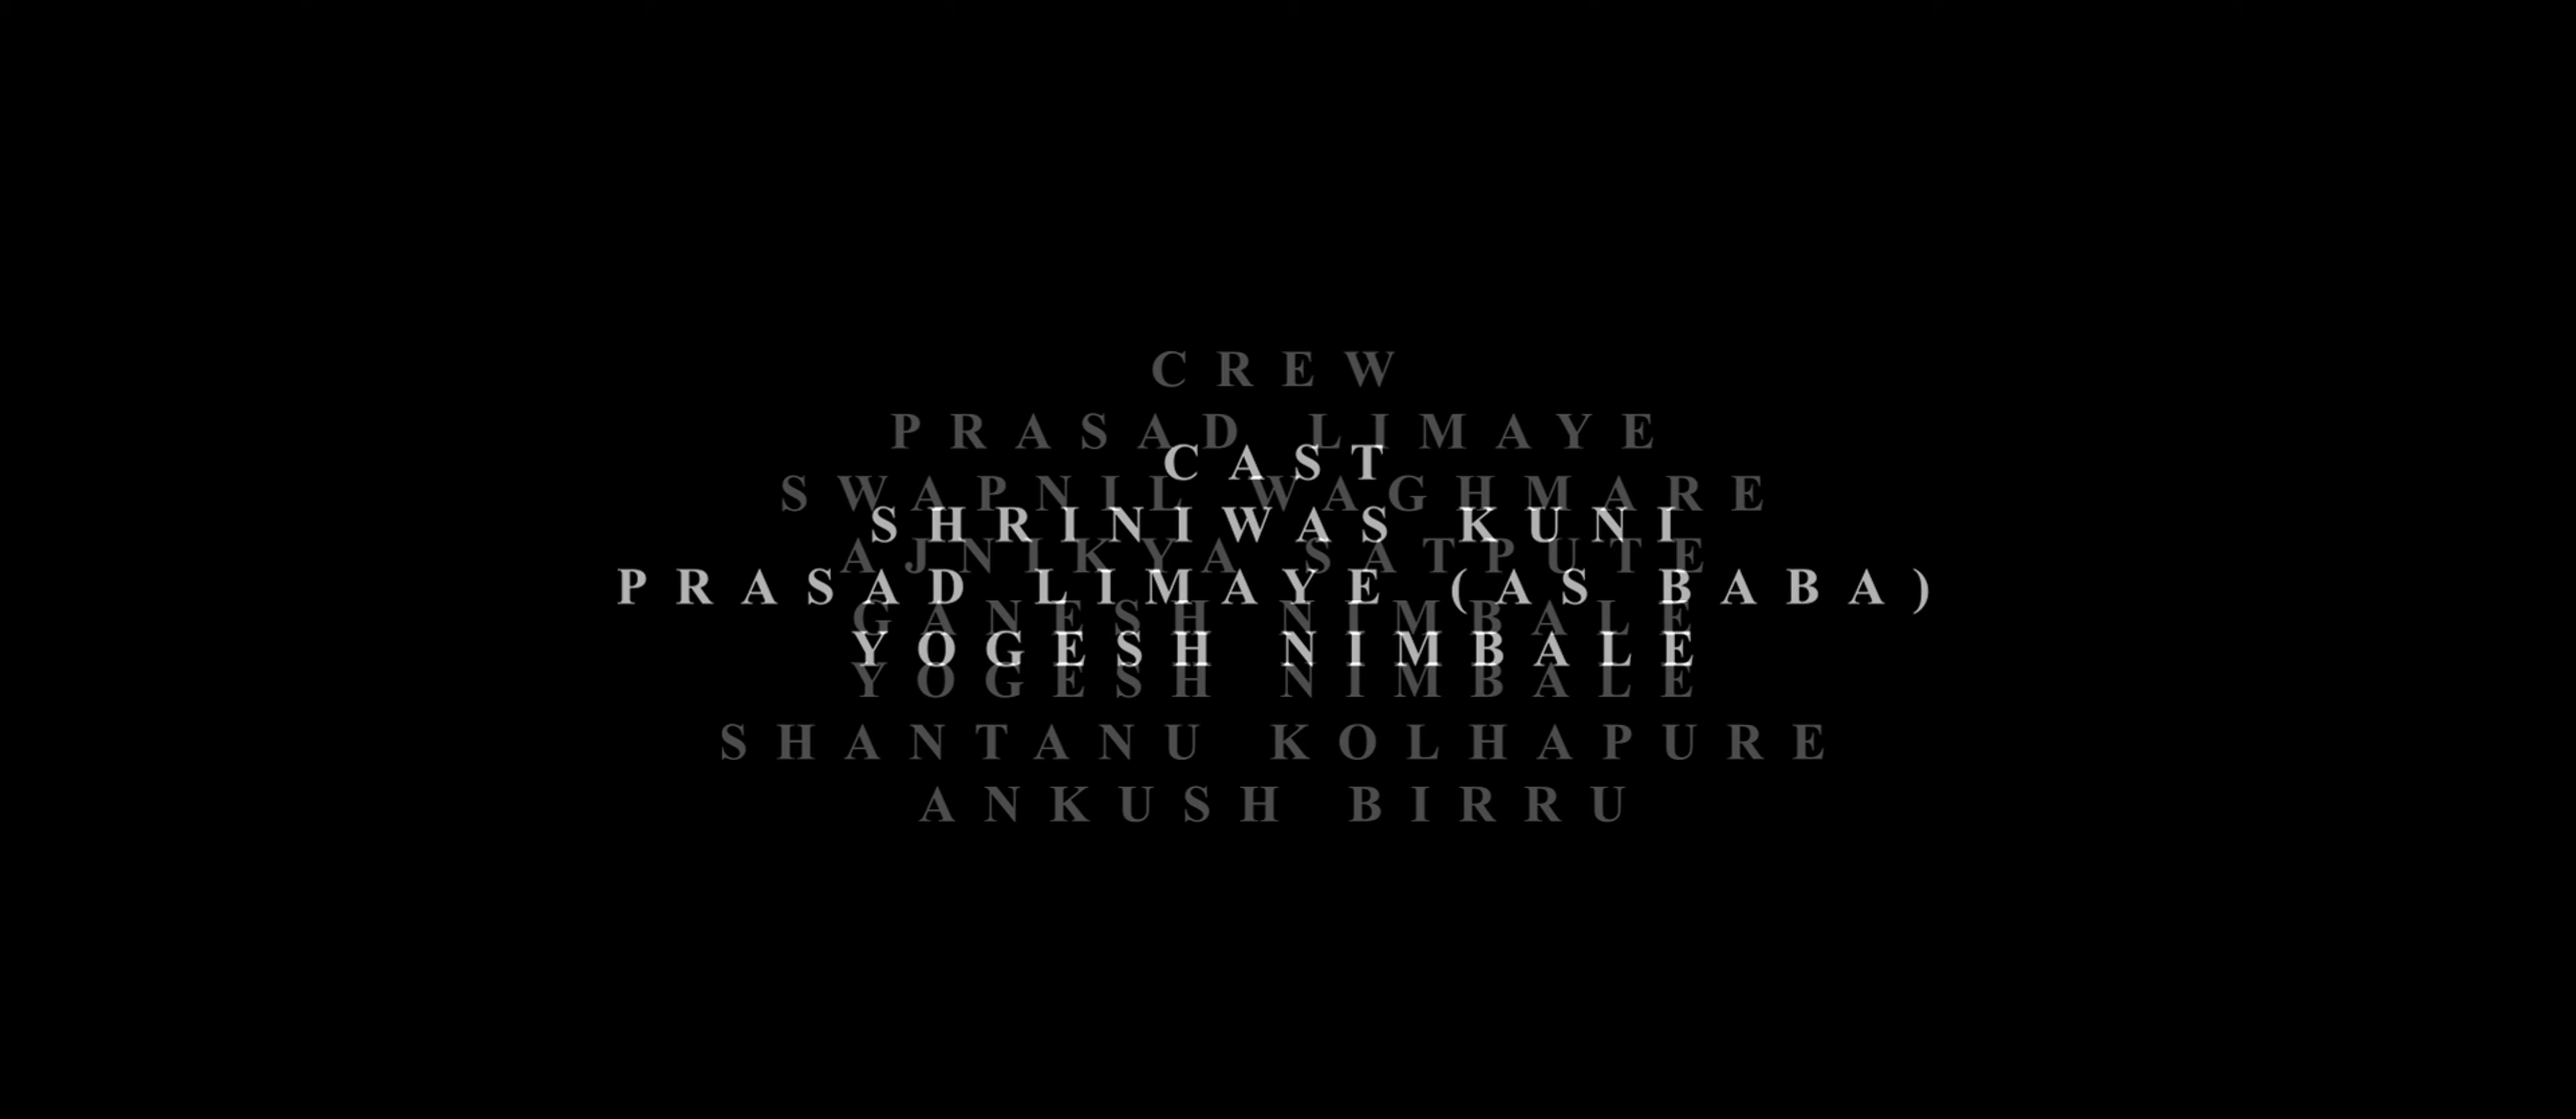 CREW
PRASAD LIMAYE
CAST
SWAPNIL WAGHMARE
SHRINIWAS KUNI
AJNIKYA SATPUTE
PRASAD LIMAYE (AS BABA)
GANESH NIMBALE
YOGESH NIMBALE
YOGESH NIMBALE
SHANTANU KOLHAPURE
ANKUSH BIRRU